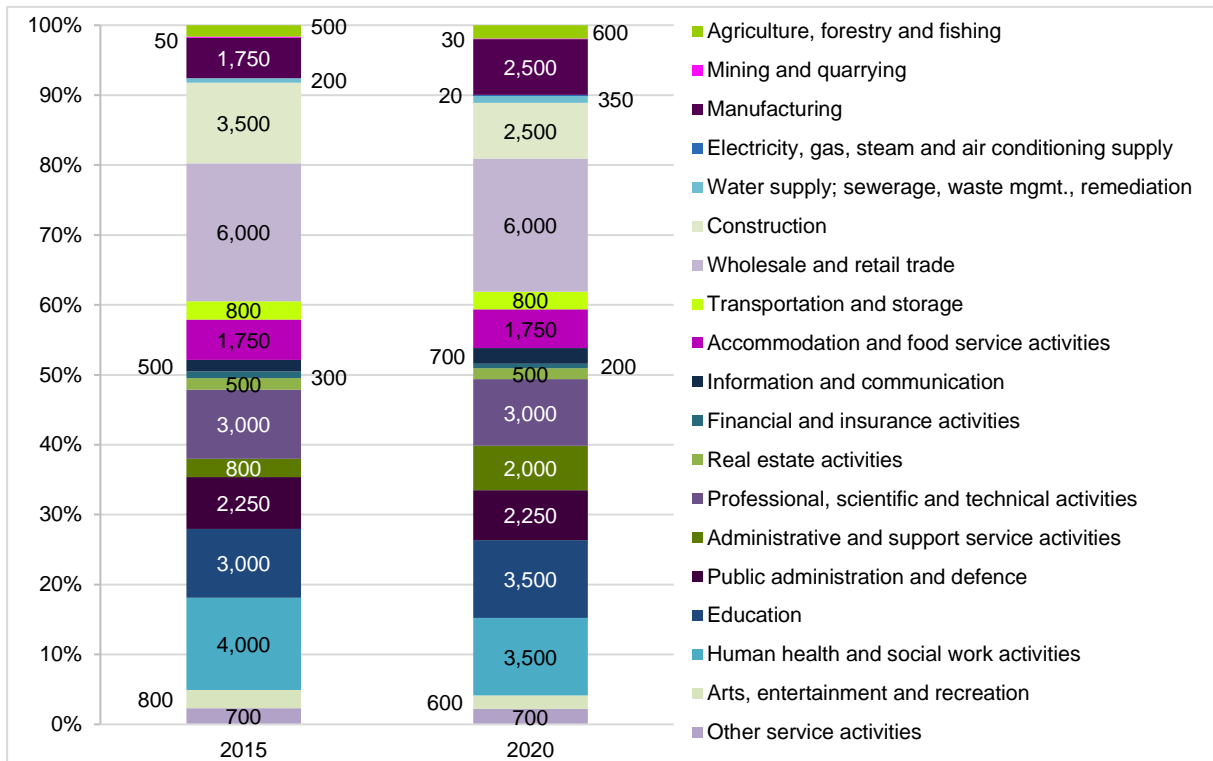 100%
90%
80%
70%
60%
50%
40%
30%
20%
10%
0%
50
500
1,750
200
3,500
6,000
800
1,750
500
300
500
3,000
800
2,250
3,000
4,000
800
700
2015
30
600
2,500
20
350
2,500
6,000
800
1,750
700
200
500
3,000
2,000
2,250
3,500
3,500
600
700
2020
Agriculture, forestry and fishing
Mining and quarrying
Manufacturing
Electricity, gas, steam and air conditioning supply
Water supply; sewerage, waste mgmt., remediation
Construction
Wholesale and retail trade
Transportation and storage
Accommodation and food service activities
Information and communication
Financial and insurance activities
Real estate activities
Professional, scientific and technical activities
Administrative and support service activities
Public administration and defence
Education
Human health and social work activities
Arts, entertainment and recreation
Other service activities